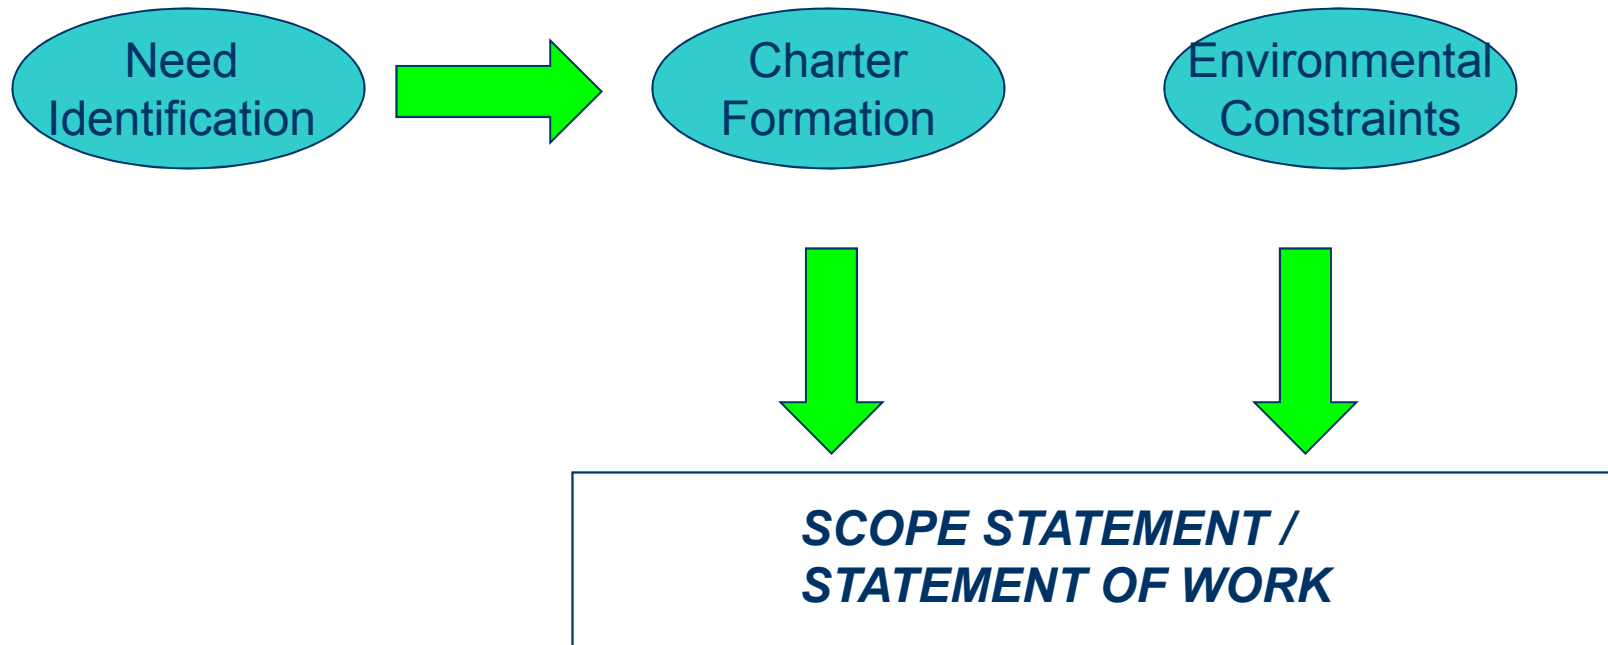 Need
Identification
Charter
Formation
Environmental
Constraints
SCOPE STATEMENT /
STATEMENT OF WORK